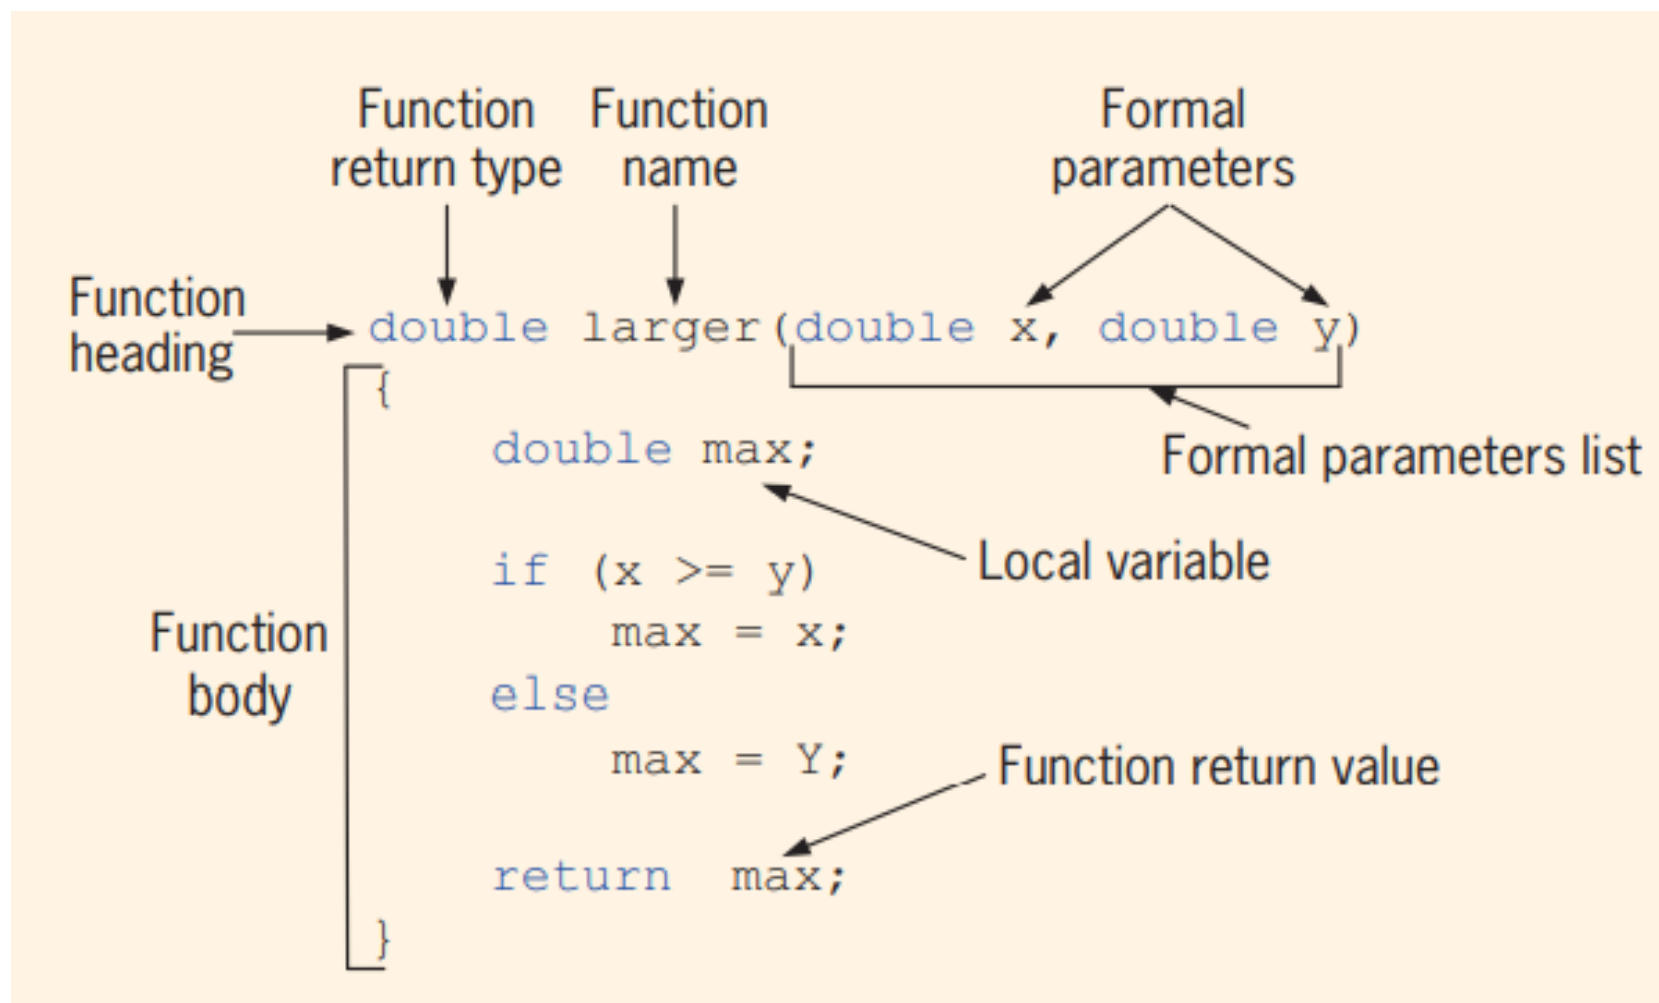 Function
return type
Function
name
Formal
parameters
Function
heading
double larger(double x, double y)
{
Formal parameters list
double max;
Local variable
if (x >= y)
max = x;
Function
body
else
max = Y;
Function return value
return max;
}